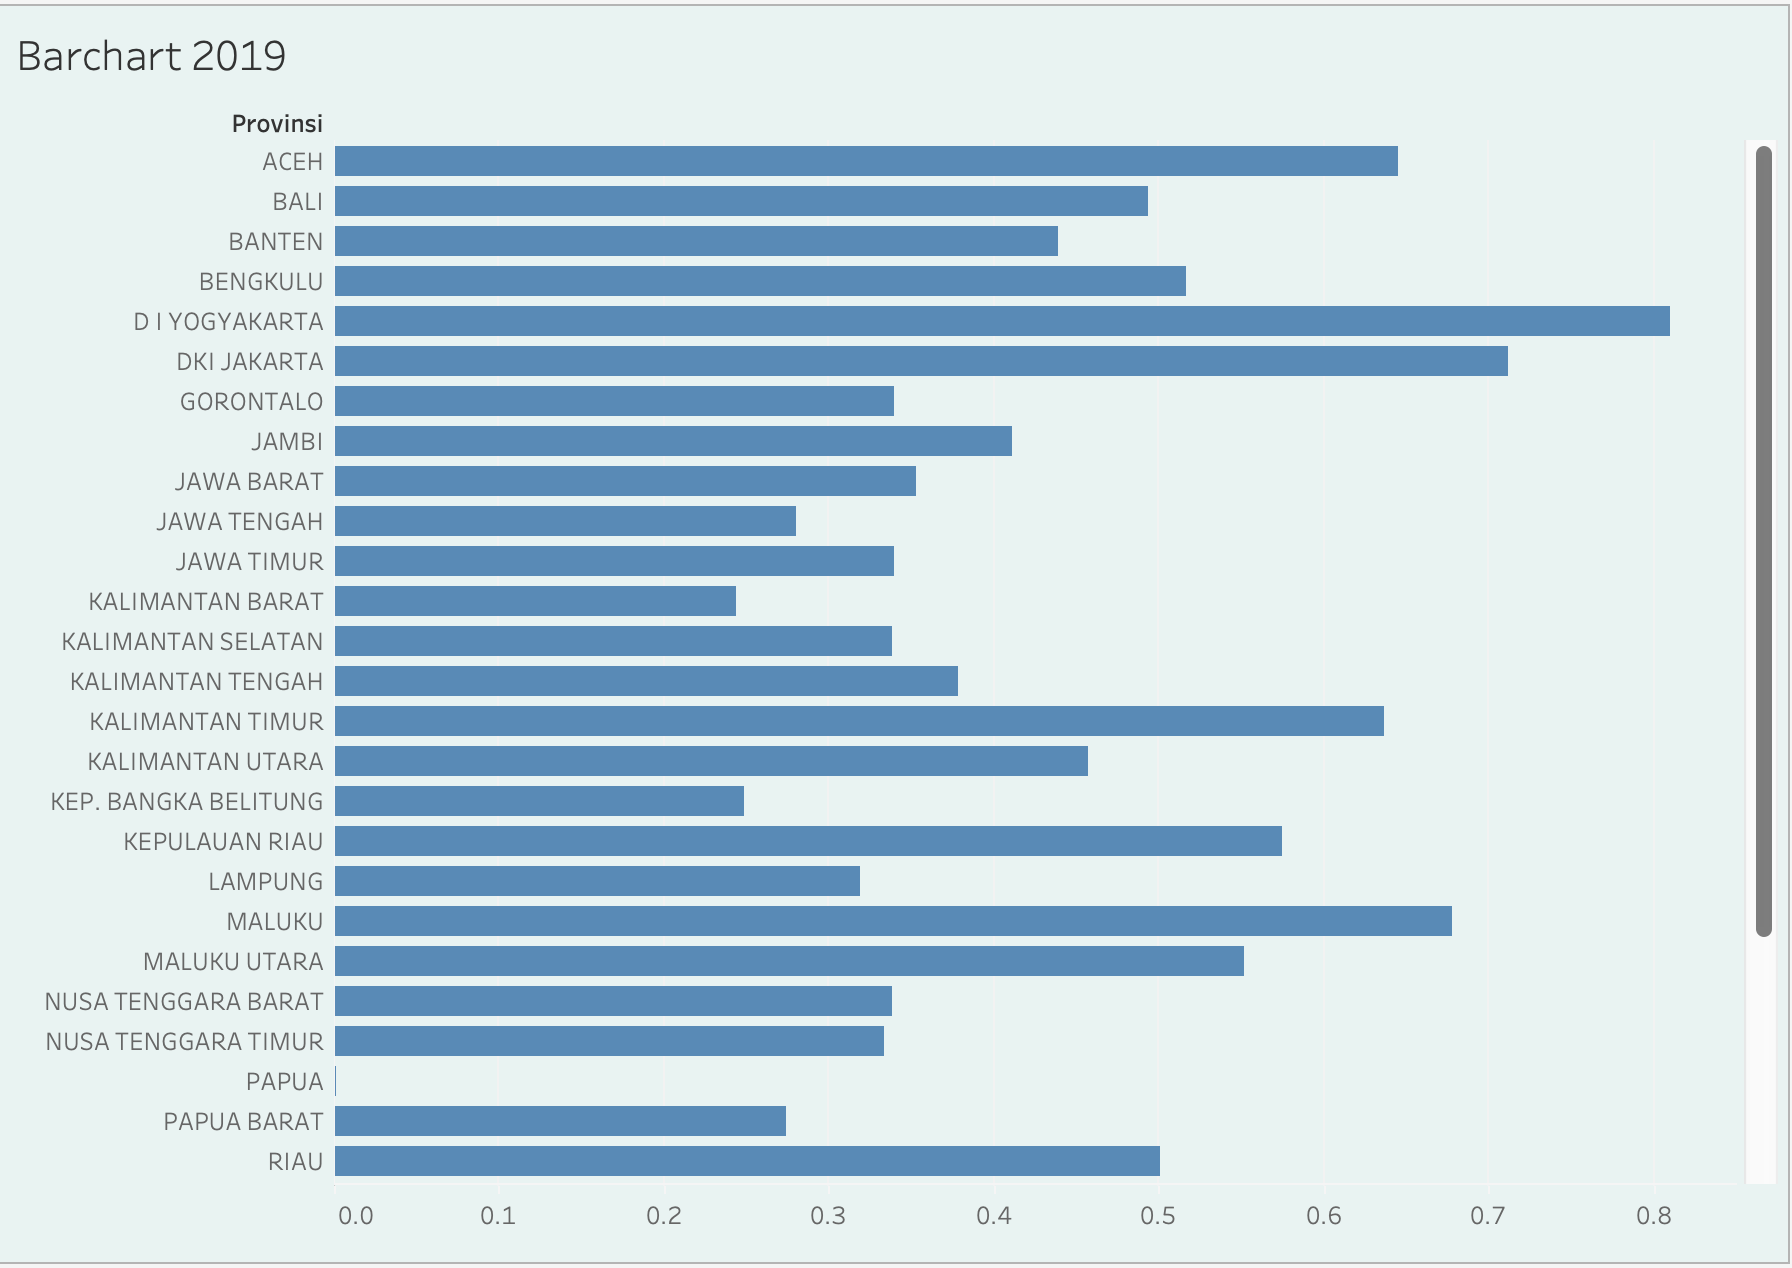 Barchart 2019
Provinsi
ACEH
BALI
BANTEN
BENGKULU
D I YOGYAKARTA
DKI JAKARTA
GORONTALO
JAMBI
JAWA BARAT
JAWA TENGAH
JAWA TIMUR
KALIMANTAN BARAT
KALIMANTAN SELATAN
KALIMANTAN TENGAH
KALIMANTAN TIMUR
KALIMANTAN UTARA
KEP. BANGKA BELITUNG
KEPULAUAN RIAU
LAMPUNG
MALUKU
MALUKU UTARA
NUSA TENGGARA BARAT
NUSA TENGGARA TIMUR
PAPUA
PAPUA BARAT
RIAU
0.0 0.1 0.2 0.3 0.4 0.5 0.6 0.7 0.8